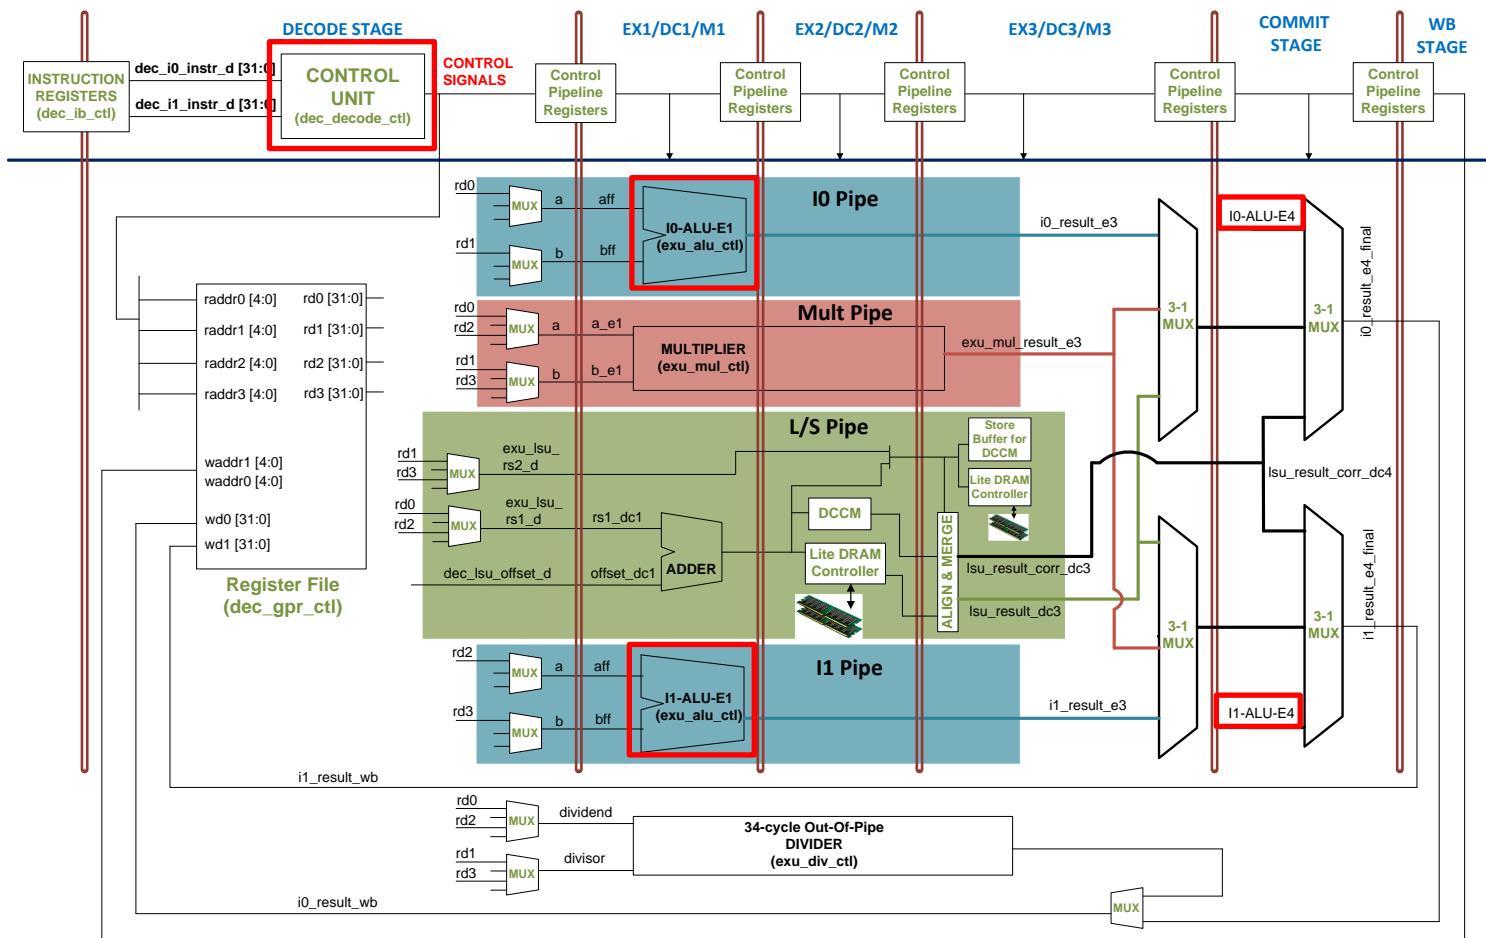 DECODE STAGE
EX1/DC1/M1
EX2/DC2/M2
EX3/DC3/M3
COMMIT
STAGE
WB
STAGE
INSTRUCTION
REGISTERS
(dec_ib_ctl)
dec_i0_instr_d [31:0]
dec_i1_instr_d [31:0]
CONTROL
UNIT
(dec_decode_ctl)
CONTROL
SIGNALS
Control
Pipeline
Registers
Control
Pipeline
Registers
Control
Pipeline
Registers
Control
Pipeline
Registers
Control
Pipeline
Registers
I0 Pipe
rd0
MUX
a
aff
rd1
MUX
b
bff
I0-ALU-E1
(exu_alu_ctl)
i0_result_e3
I0-ALU-E4
3-1
MUX
3-1
MUX
i0_result_e4_final
raddr0 [4:0]
raddr1 [4:0]
raddr2 [4:0]
raddr3 [4:0]
rd0 [31:0]
rd1 [31:0]
rd2 [31:0]
rd3 [31:0]
waddr1 [4:0]
waddr0 [4:0]
wd0 [31:0]
wd1 [31:0]
Register File
(dec_gpr_ctl)
Mult Pipe
rd0
rd2
MUX
a
a_e1
rd1
rd3
MUX
b
b_e1
MULTIPLIER
(exu_mul_ctl)
exu_mul_result_e3
L/S Pipe
rd1
rd3
MUX
exu_lsu_
rs2_d
rd0
rd2
MUX
exu_lsu_
rs1_d
rs1_dc1
dec_lsu_offset_d
offset_dc1
ADDER
DCCM
Lite DRAM
Controller
Store
Buffer for
DCCM
Lite DRAM
Controller
ALIGN & MERGE
lsu_result_corr_dc3
lsu_result_dc3
lsu_result_corr_dc4
I1 Pipe
rd2
MUX
a
aff
rd3
MUX
b
bff
I1-ALU-E1
(exu_alu_ctl)
i1_result_e3
3-1
MUX
I1-ALU-E4
3-1
MUX
i1_result_e4_final
i1_result_wb
rd0
rd2
MUX
dividend
rd1
rd3
MUX
divisor
34-cycle Out-Of-Pipe
DIVIDER
(exu_div_ctl)
i0_result_wb
MUX